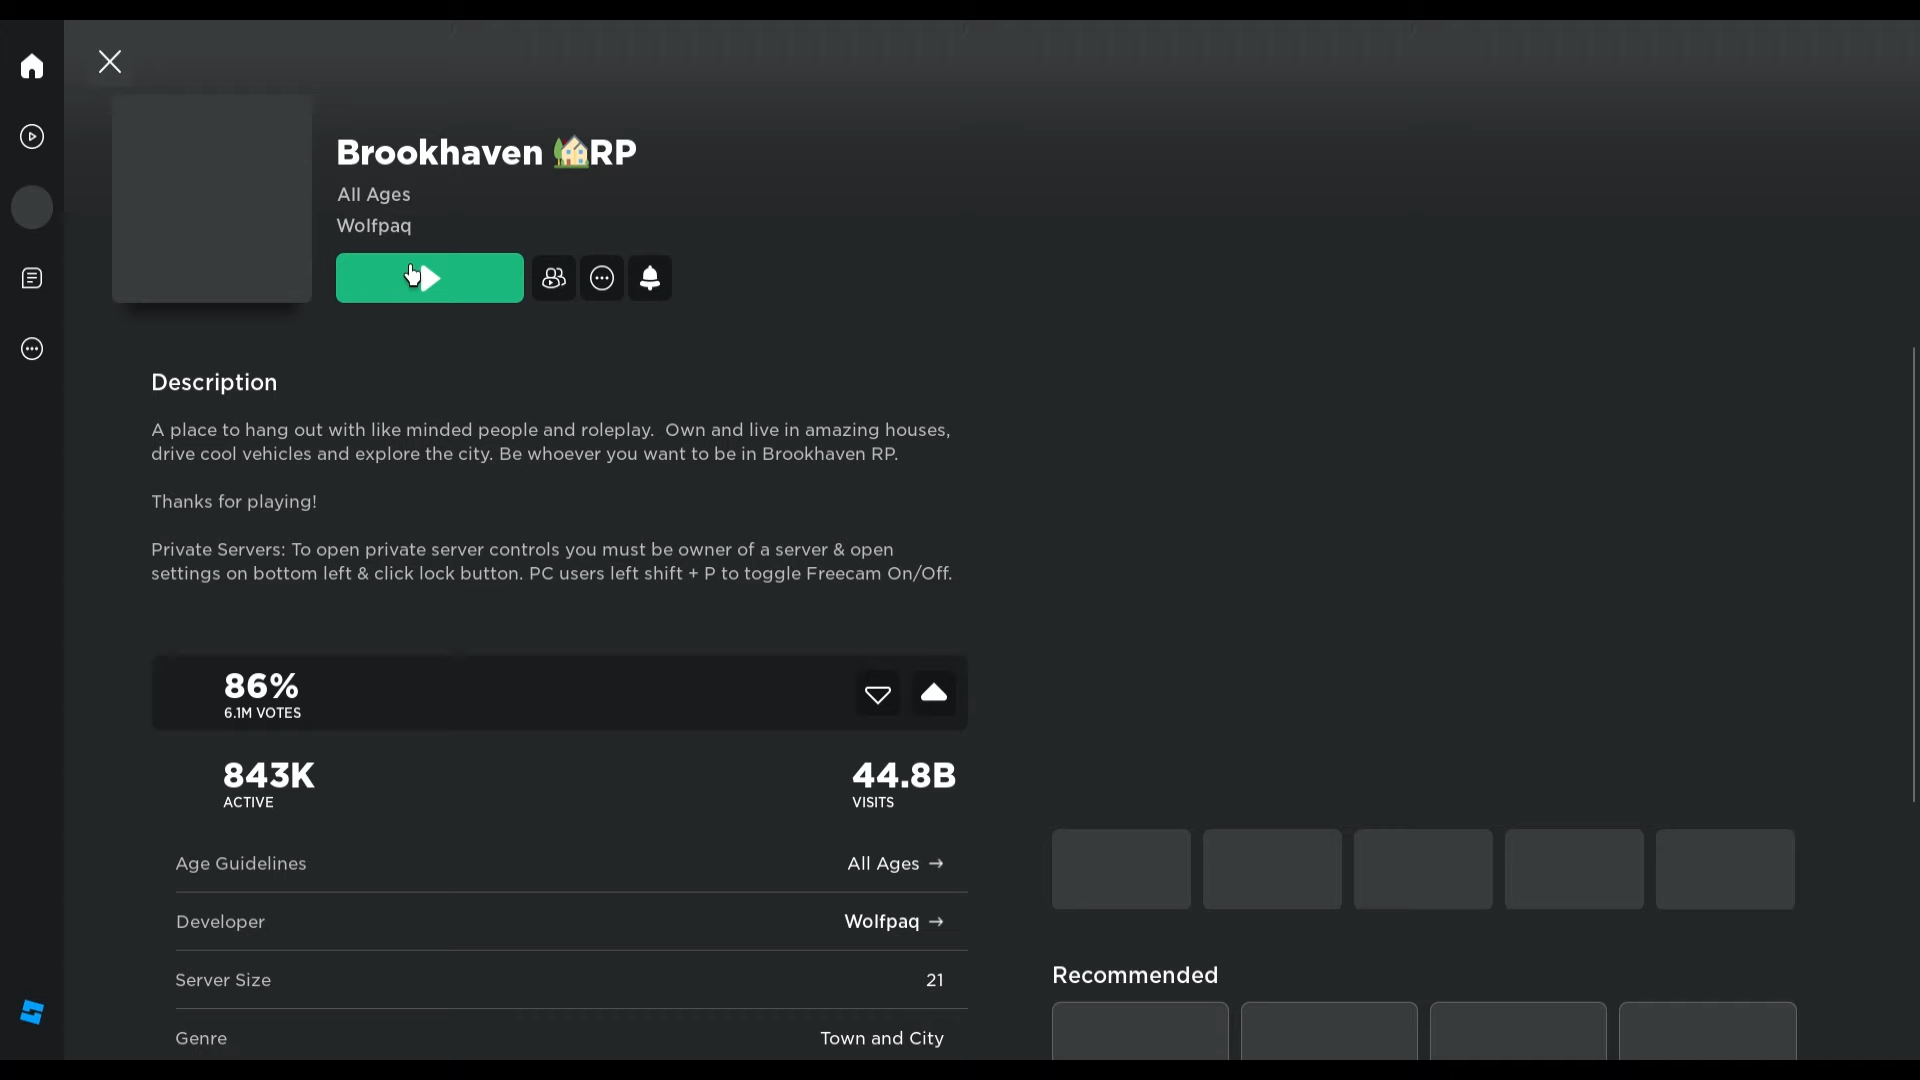 Brookhaven 🏡RP
All Ages
Wolfpaq
Description
A place to hang out with like minded people and roleplay.  Own and live in amazing houses,
drive cool vehicles and explore the city. Be whoever you want to be in Brookhaven RP.
Thanks for playing!
Private Servers: To open private server controls you must be owner of a server & open
settings on bottom left & click lock button. PC users left shift + P to toggle Freecam On/Off.
86%
6.1M VOTES
843K
ACTIVE
44.8B
VISITS
Age Guidelines
All Ages →
Developer
Wolfpaq →
Server Size
21
Genre
Town and City
Recommended